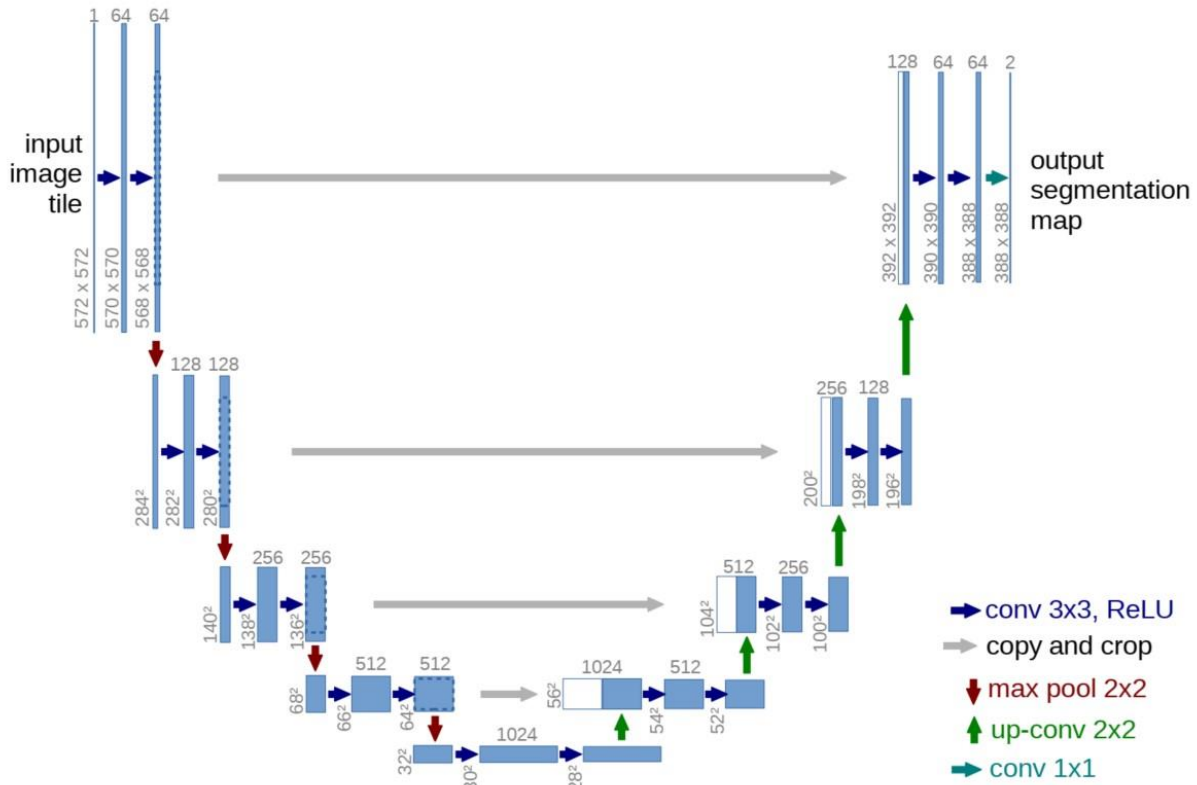 1 64 64
128 64 64 2
input
image
tile
output
segmentation
map
572 x 572
570 x 570
568 x 568
392 x 392
390 x 390
388 x 388
388 x 388
128 128
256 128
284²
282²
280²
200²
198²
196²
256 256
512 256
140²
138²
136²
104²
102²
100²
conv 3x3, ReLU
copy and crop
max pool 2x2
up-conv 2x2
conv 1x1
512 512
1024 512
68²
66²
64²
56²
54²
52²
1024
32²
30²
28²